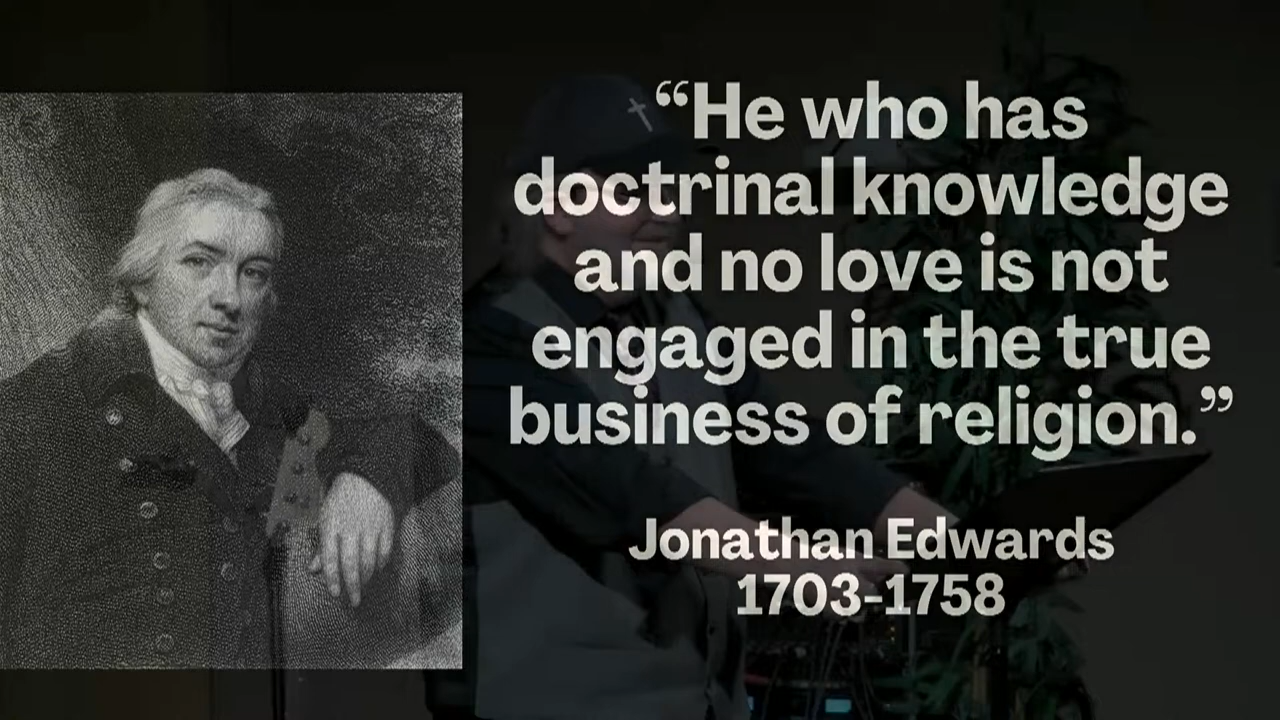 “He who has
doctrinal knowledge
and no love is not
engaged in the true
business of religion.”
Jonathan Edwards
1703-1758